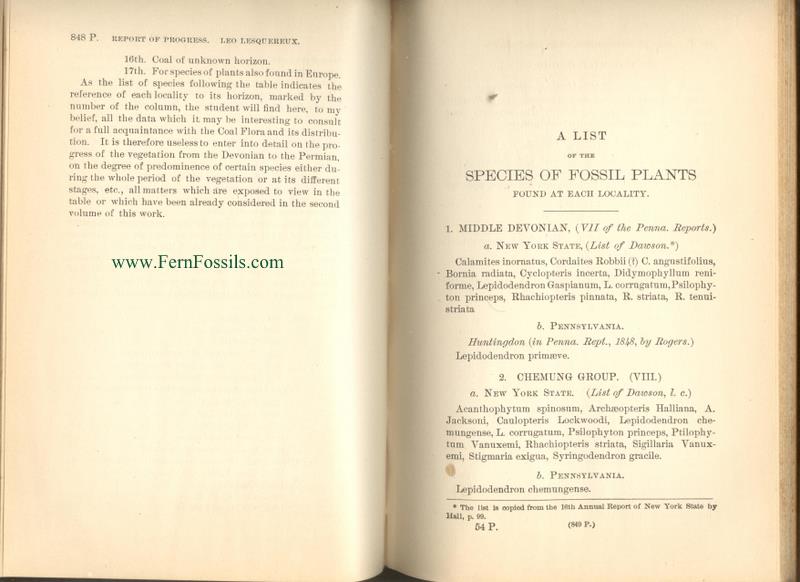 848 P. REPORT OF PROGRESS. LEO LESQUEREUX.
16th. Coal of unknown horizon.
17th. For species of plants also found in Europe.
As the list of species following the table indicates the
reference of each locality to its horizon, marked by the
number of the column, the student will find here, to my
belief, all the data which it may be interesting to consult
for a full acquaintance with the Coal Flora and its distribu-
tion. It is therefore useless to enter into detail on the pro-
gress of the vegetation from the Devonian to the Permian,
on the degree of predominence of certain species either du-
ring the whole period of the vegetation or at its different
stages, etc., all matters which are exposed to view in the
table or which have been already considered in the second
volume of this work.
www.FernFossils.com
A LIST
OF THE
SPECIES OF FOSSIL PLANTS
FOUND AT EACH LOCALITY.
1. MIDDLE DEVONIAN, (VII of the Penna. Reports.)
a. NEW YORK STATE, (List of Dawson.*)
Calamites inornatus, Cordaites Robbii (?) C. angustifolius,
Bornia radiata, Cyclopteris incerta, Didymophyllum reni-
forme, Lepidodendron Gaspianum, L. corrugatum, Psilophy-
ton princeps, Rhachiopteris pinnata, R. striata, R. tenui-
striata
b. PENNSYLVANIA.
Huntingdon (in Penna. Rept., 1848, by Rogers.)
Lepidodendron primæve.
2. CHEMUNG GROUP. (VIII.)
a. NEW YORK STATE. (List of Dawson, l. c.)
Acanthophytum spinosum, Archæopteris Halliana, A.
Jacksoni, Caulopteris Lockwoodi, Lepidodendron che-
mungense, L. corrugatum, Psilophyton princeps, Ptilophy-
tum Vanuxemi, Rhachiopteris striata, Sigillaria Vanux-
emi, Stigmaria exigua, Syringodendron gracile.
b. PENNSYLVANIA.
Lepidodendron chemungense.
* The list is copied from the 16th Annual Report of New York State by
Hall, p. 99.
54 P. (849 P.)